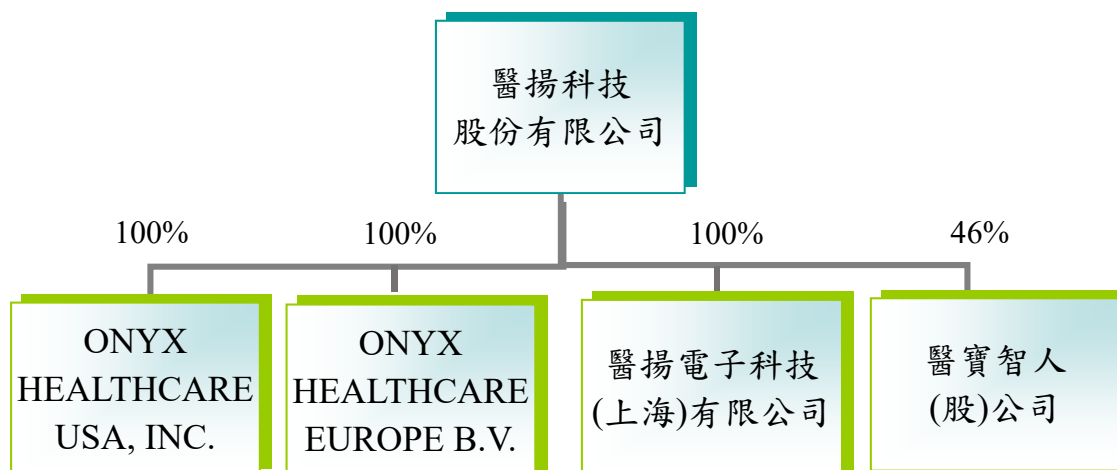 醫揚科技
股份有限公司
100%
100%
100%
46%
ONYX
HEALTHCARE
USA, INC.
ONYX
HEALTHCARE
EUROPE B.V.
醫揚電子科技
(上海)有限公司
醫寶智人
(股)公司